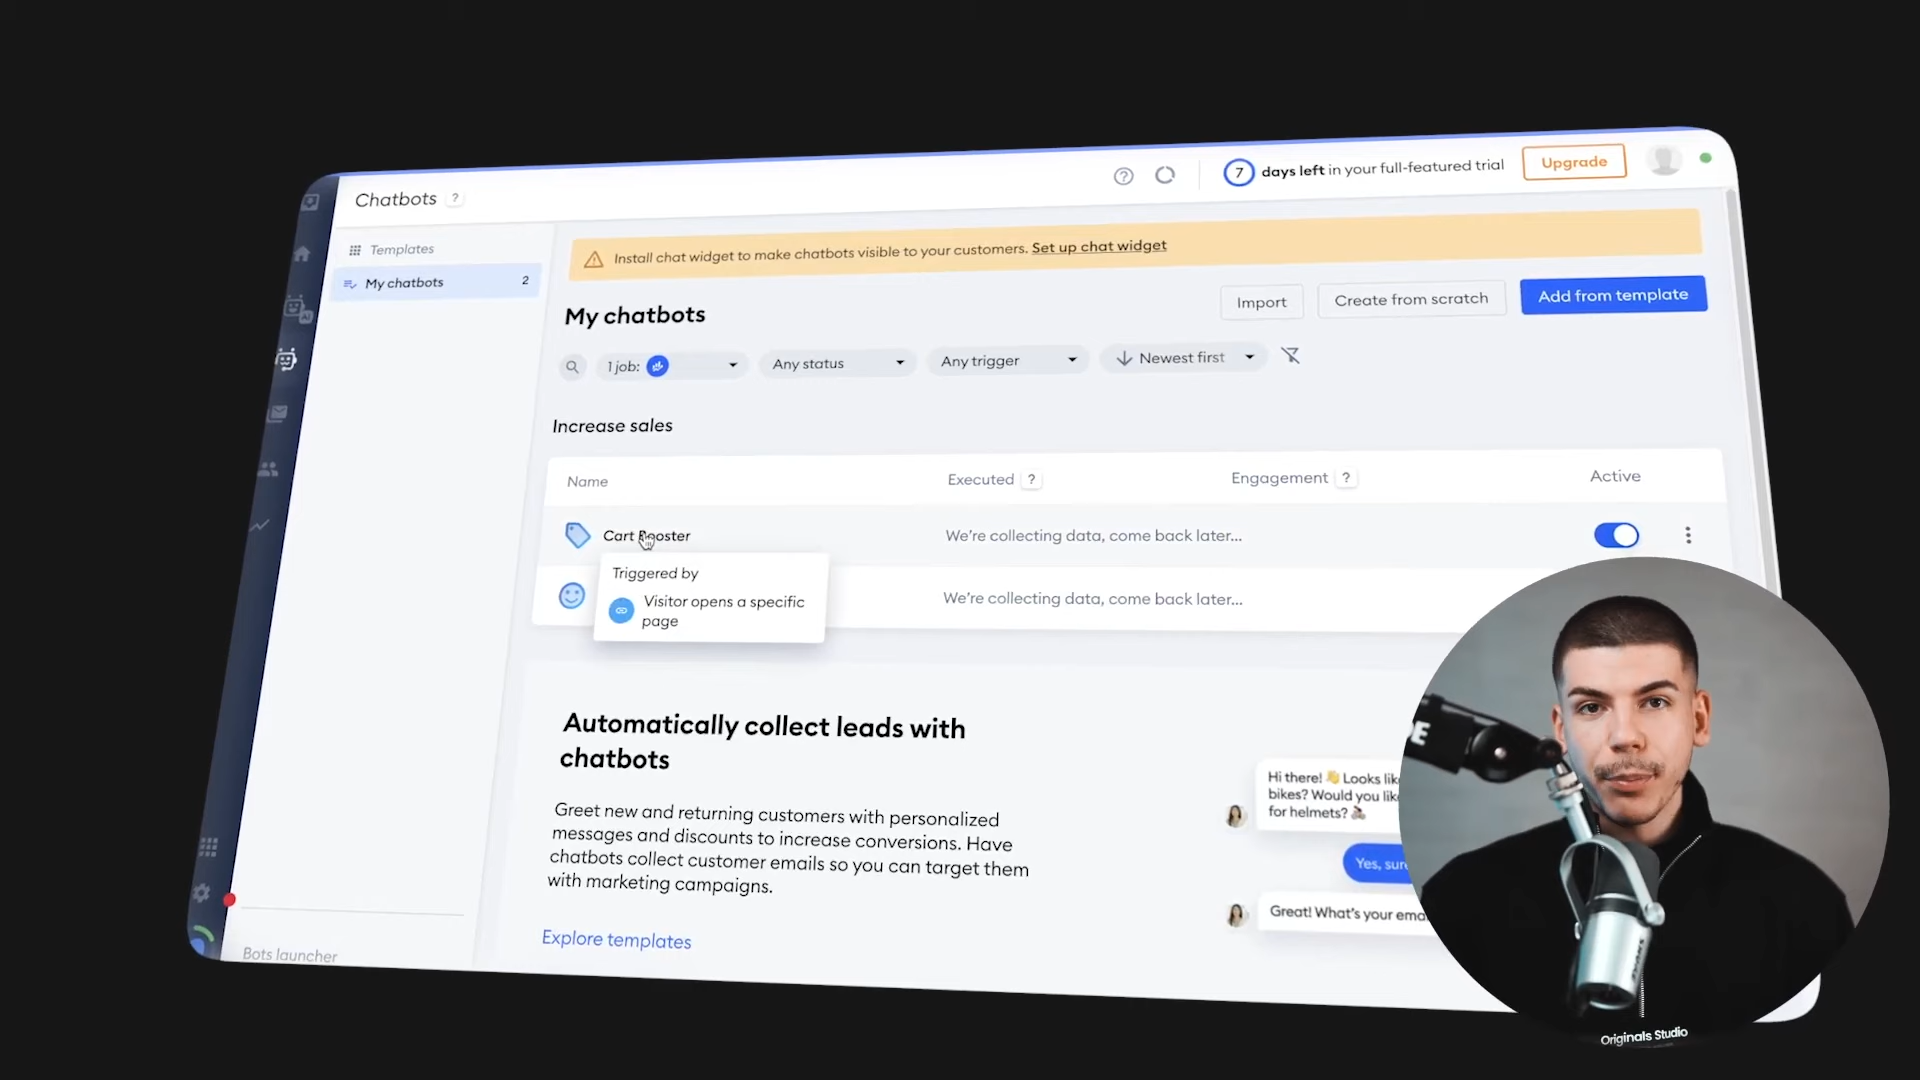 Chatbots ?
7 days left in your full-featured trial
Upgrade
Templates
My chatbots 2
Install chat widget to make chatbots visible to your customers. Set up chat widget
My chatbots
Import
Create from scratch
Add from template
1 job:
Any status
Any trigger
Newest first
Increase sales
Name
Executed ?
Engagement ?
Active
Cart Booster
We're collecting data, come back later...
Triggered by
Visitor opens a specific
page
We're collecting data, come back later...
Automatically collect leads with
chatbots
Greet new and returning customers with personalized
messages and discounts to increase conversions. Have
chatbots collect customer emails so you can target them
with marketing campaigns.
Explore templates
Hi there! 👋 Looks lik
bikes? Would you lik
for helmets?
Yes, sur
Great! What's your ema
Bots launcher
Originals Studio